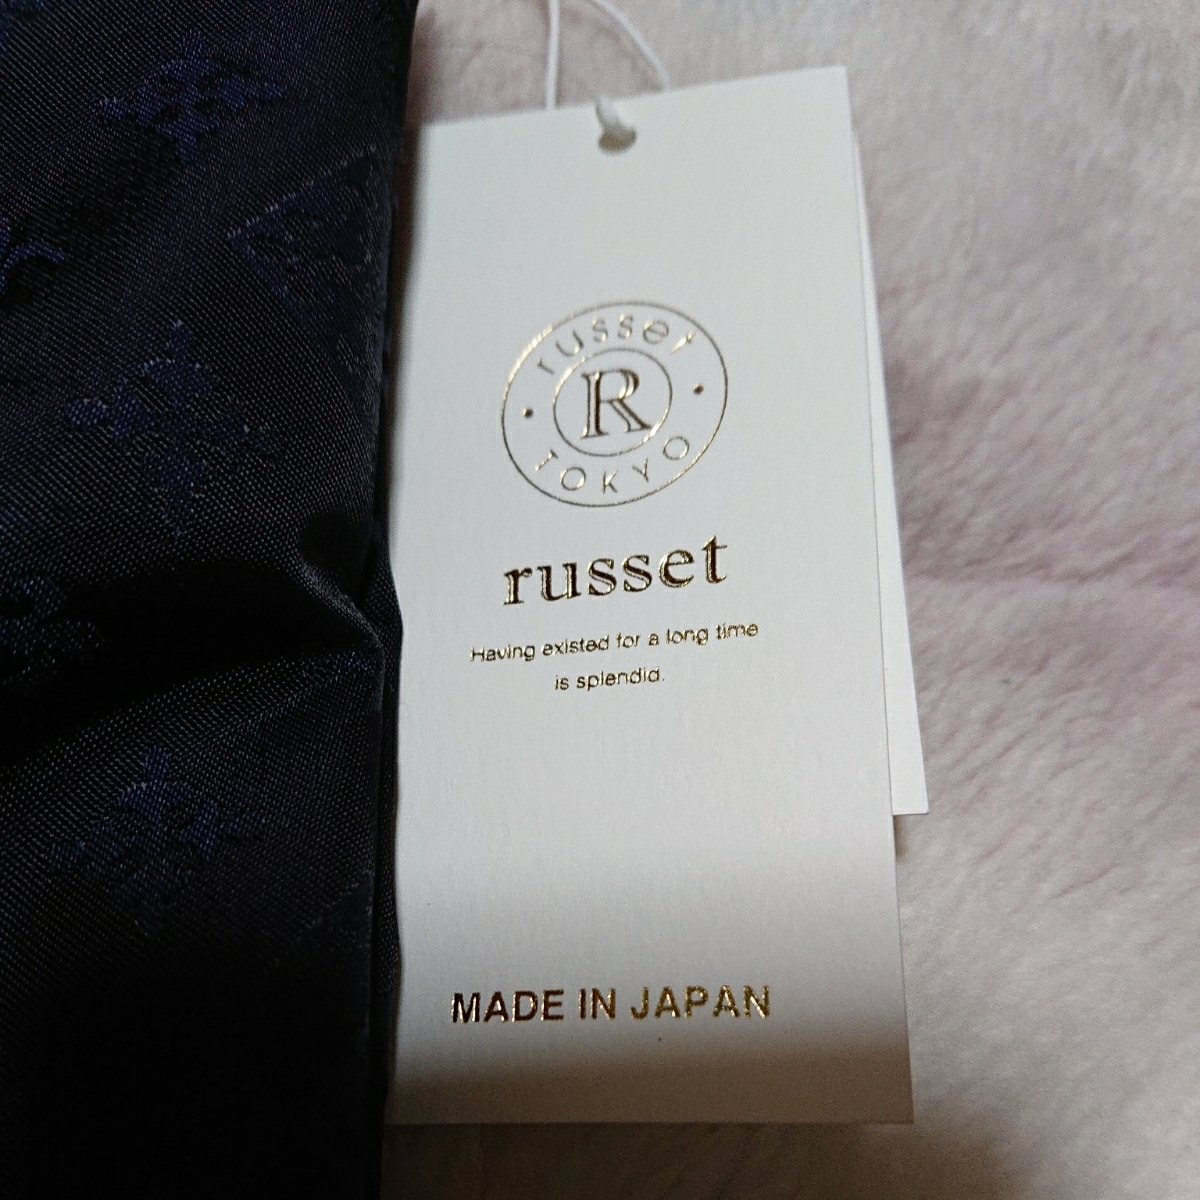 russet
R
TOKYO
russet
Having existed for a long time
is splendid.
MADE IN JAPAN